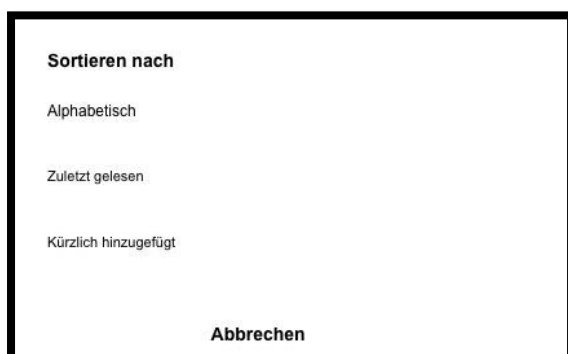 Sortieren nach
Alphabetisch
Zuletzt gelesen
Kürzlich hinzugefügt
Abbrechen